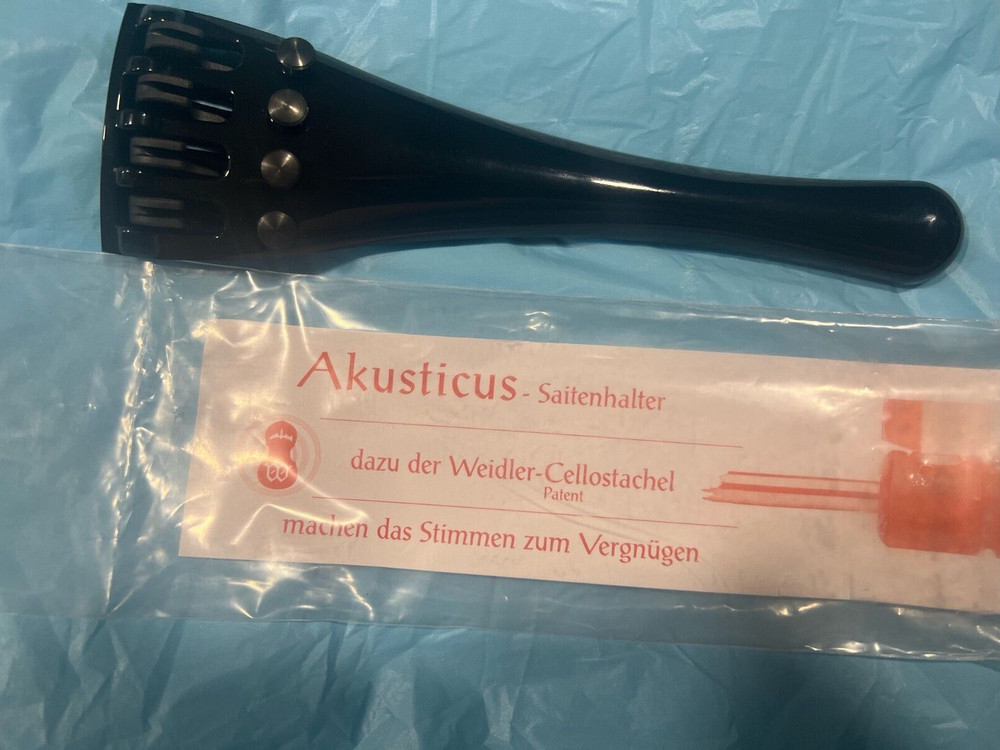 Akusticus - Saitenhalter
dazu der Weidler-Cellostachel
Patent
machen das Stimmen zum Vergnügen